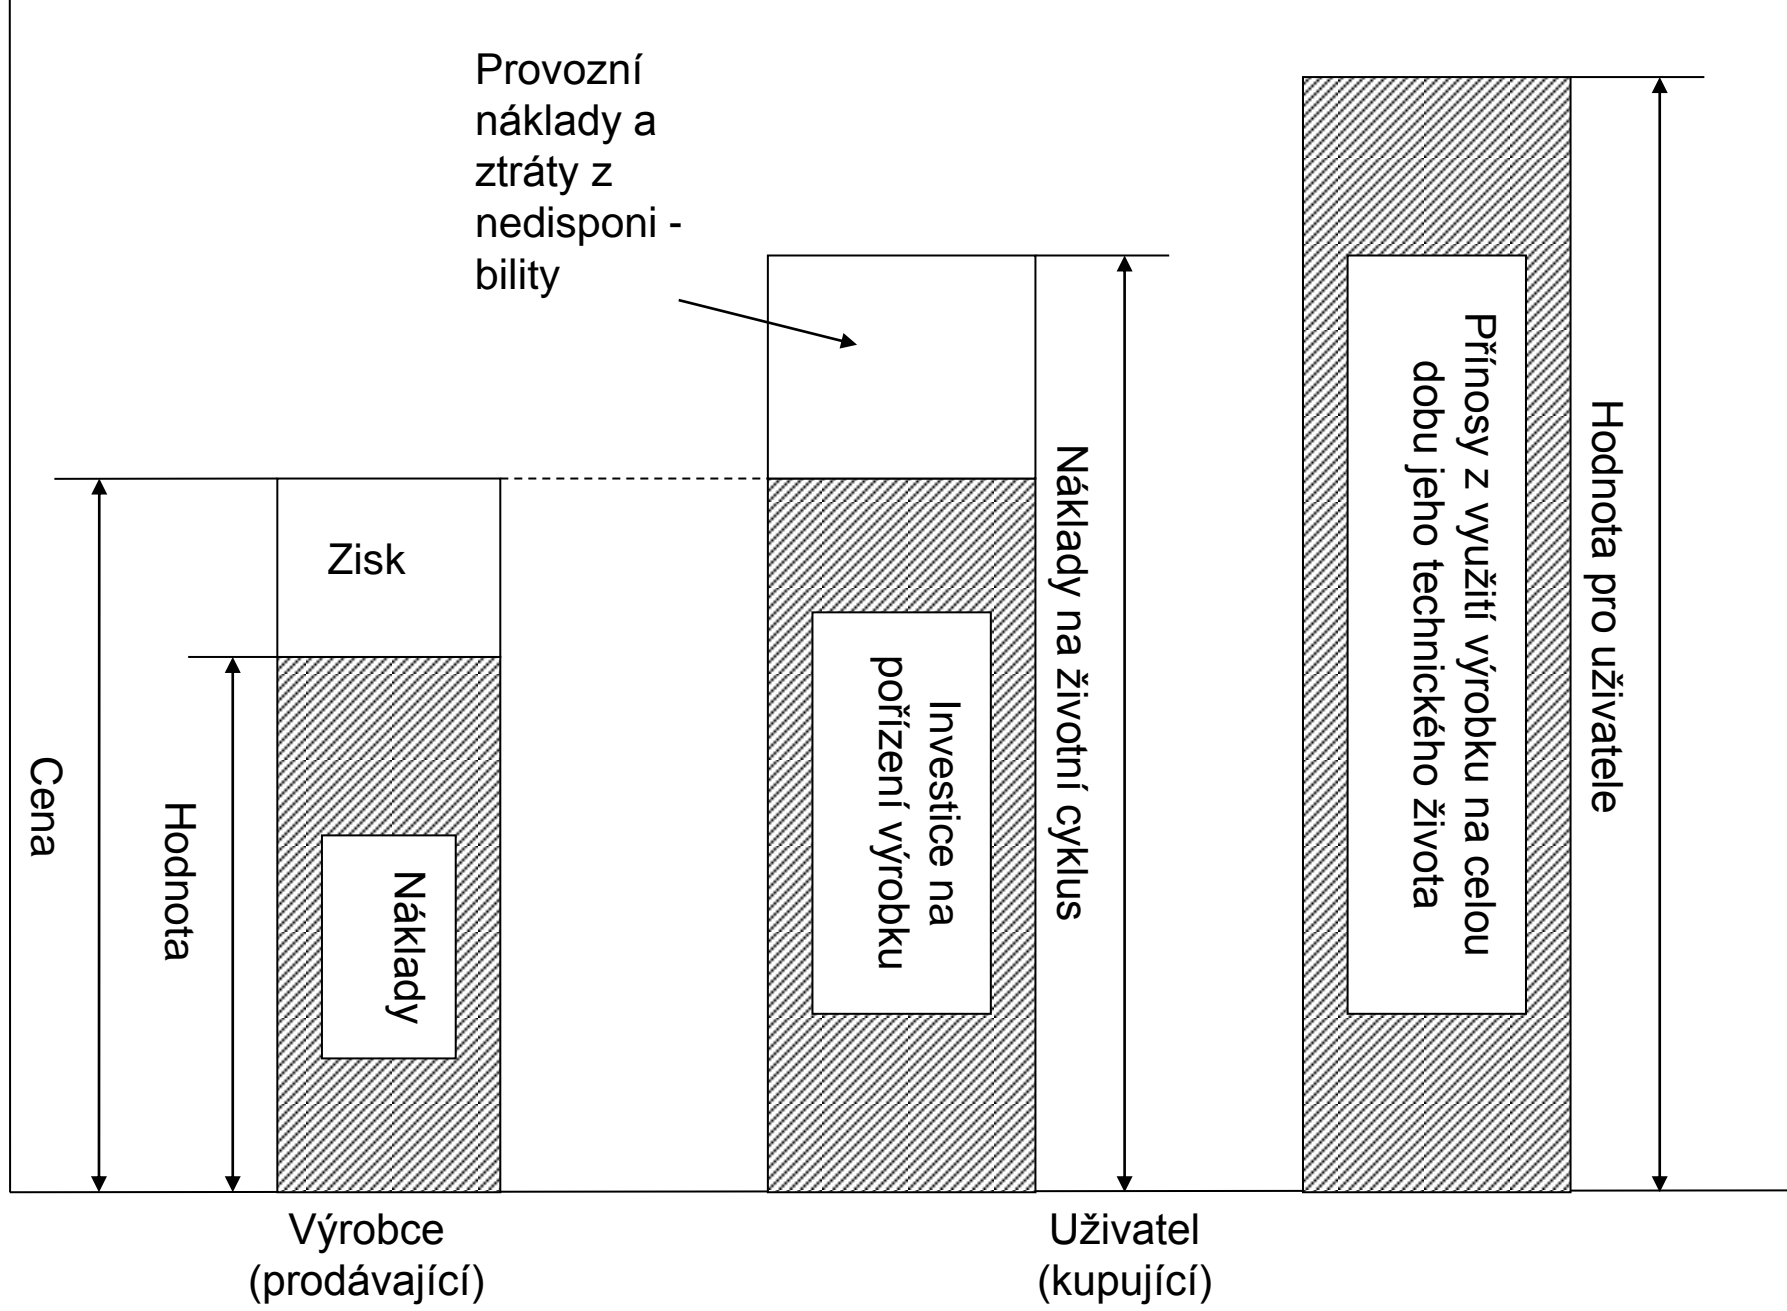 Provozní
náklady a
ztráty z
nedisponi -
bility
Zisk
Cena
Hodnota
Náklady
Investice na
pořízení výrobku
Náklady na životní cyklus
Přínosy z využití výrobku na celou
dobu jeho technického života
Hodnota pro uživatele
Výrobce
(prodávající)
Uživatel
(kupující)